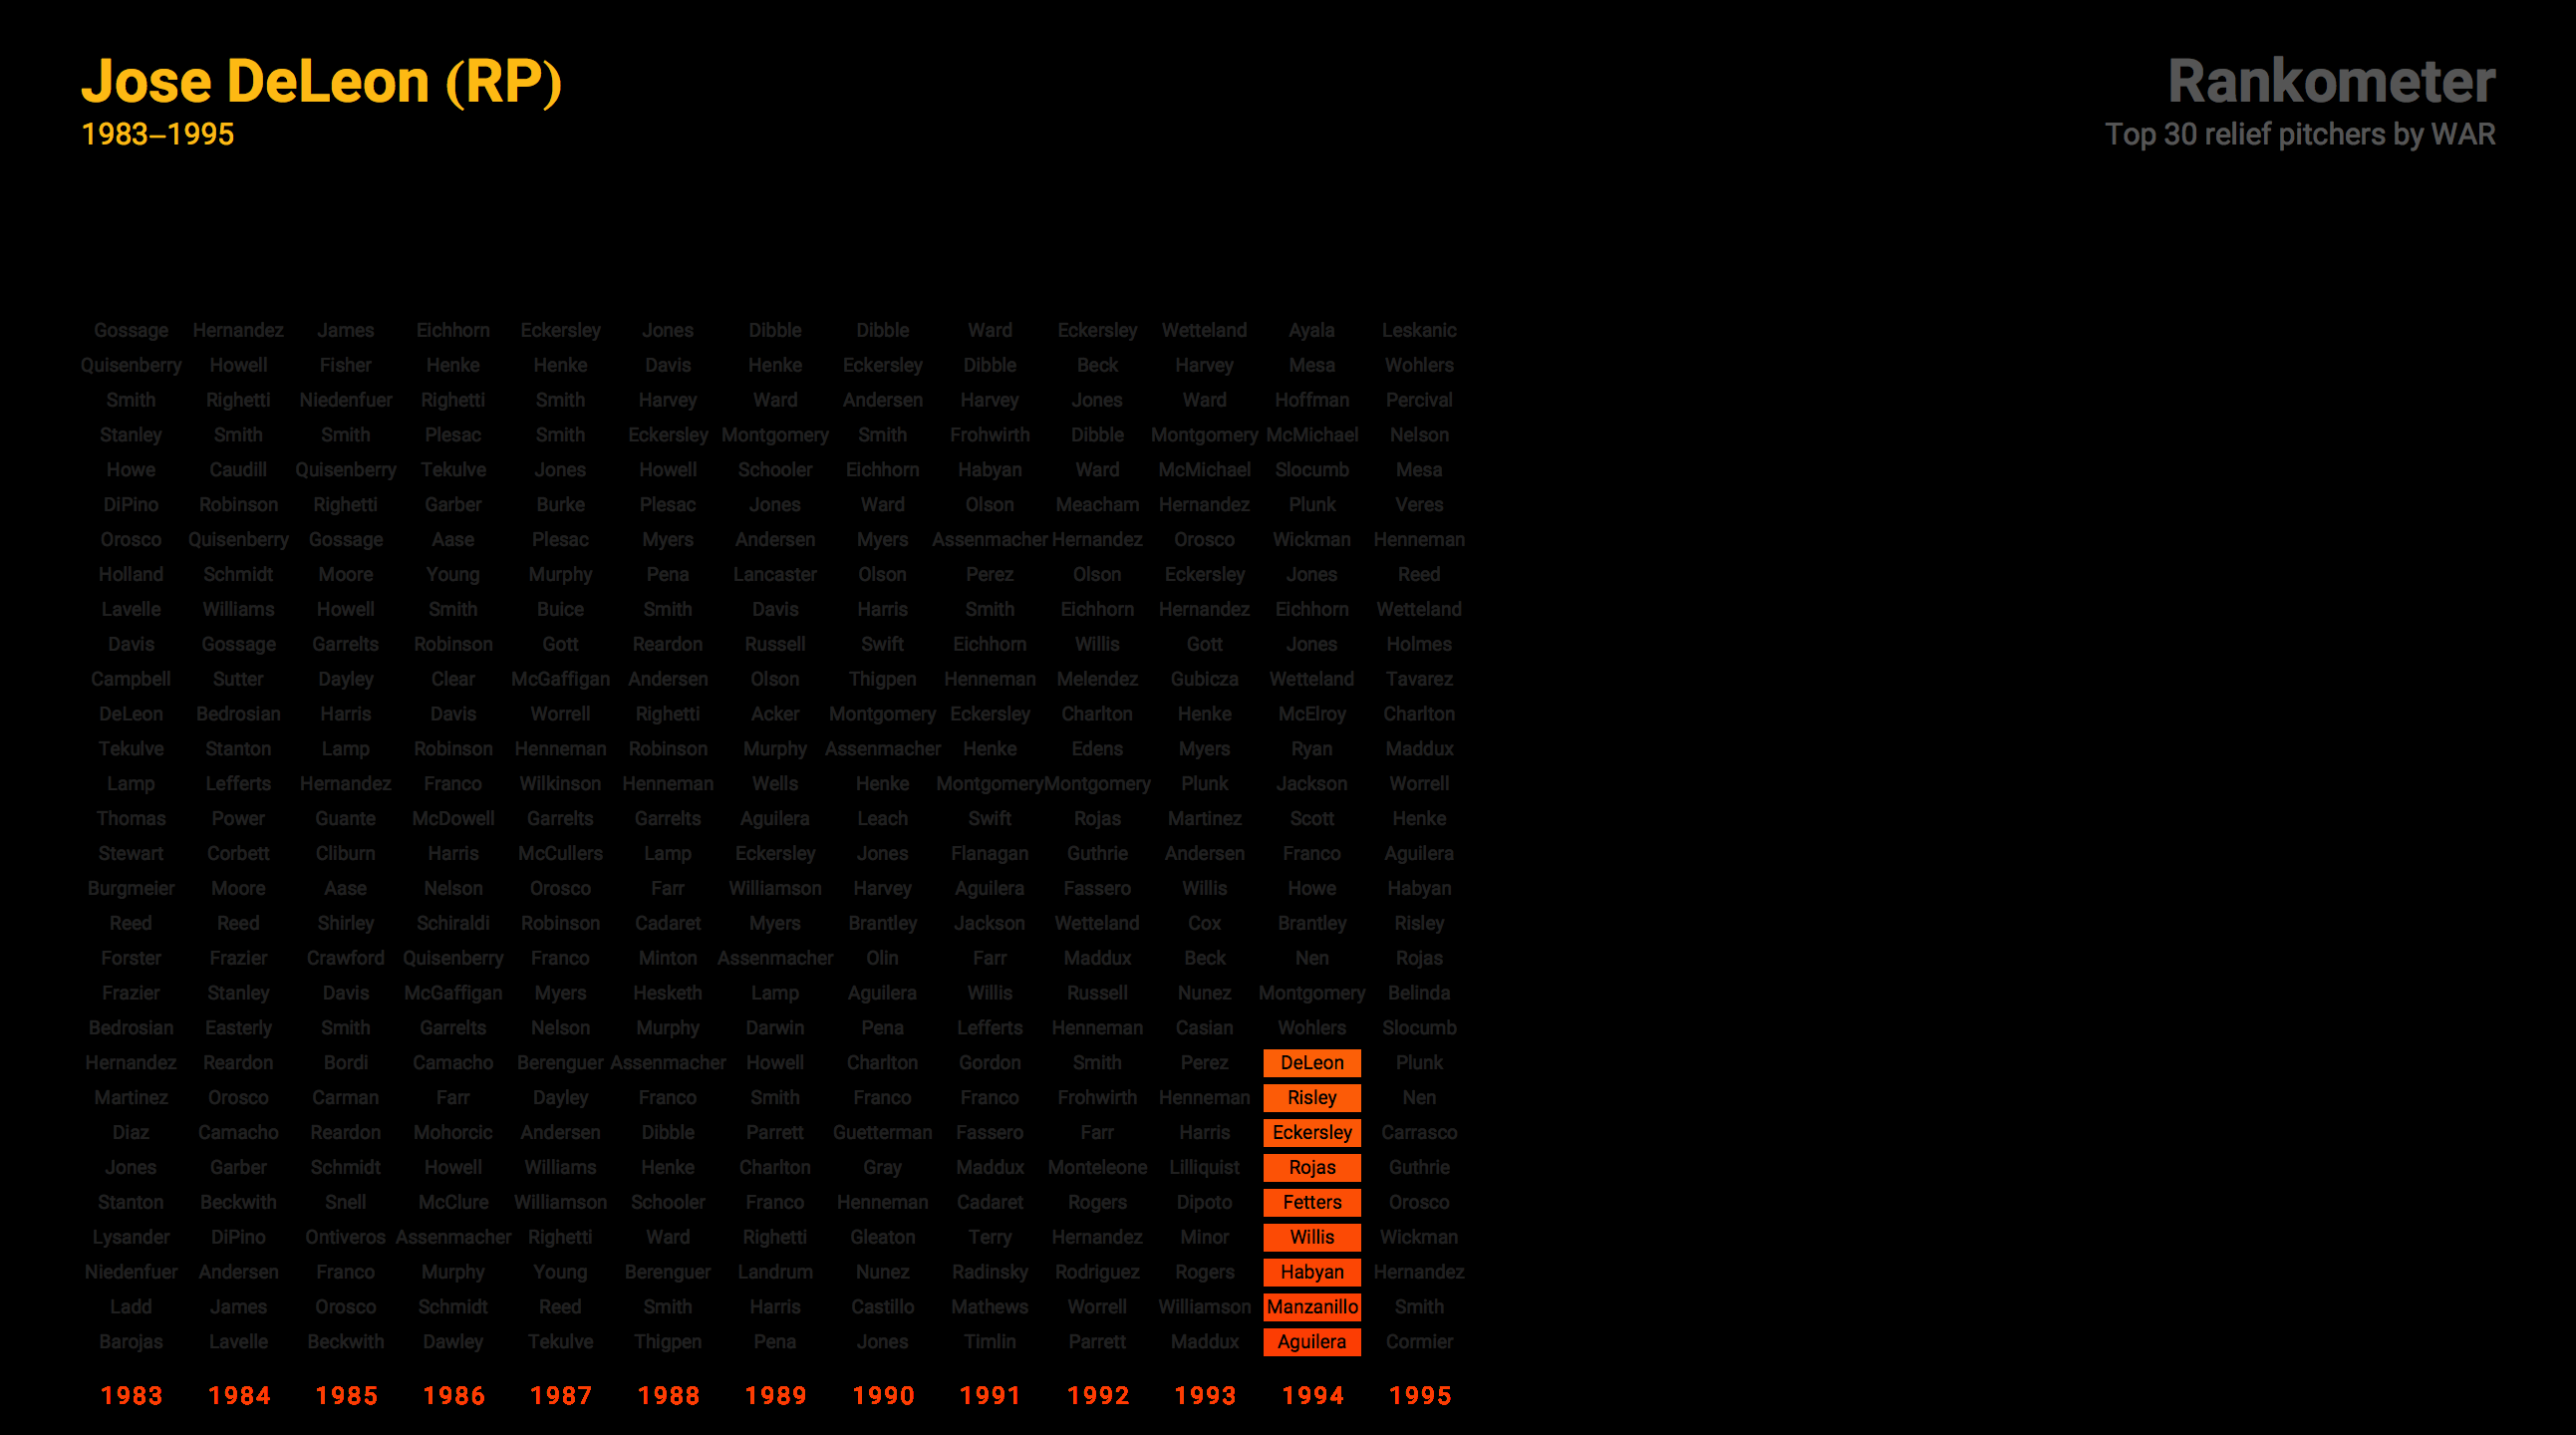 Jose DeLeon (RP)
1983–1995
Rankometer
Top 30 relief pitchers by WAR
Gossage Hernandez James Eichhorn Eckersley Jones Dibble Dibble Ward Eckersley Wetteland Ayala Leskanic
Quisenberry Howell Fisher Henke Henke Davis Henke Eckersley Dibble Beck Harvey Mesa Wohlers
Smith Righetti Niedenfuer Righetti Smith Harvey Ward Andersen Harvey Jones Ward Hoffman Percival
Stanley Smith Smith Plesac Smith Eckersley Montgomery Smith Frohwirth Dibble Montgomery McMichael Nelson
Howe Caudill Quisenberry Tekulve Jones Howell Schooler Eichhorn Habyan Ward McMichael Slocumb Mesa
DiPino Robinson Righetti Garber Burke Plesac Jones Ward Olson Meacham Hernandez Plunk Veres
Orosco Quisenberry Gossage Aase Plesac Myers Andersen Myers Assenmacher Hernandez Orosco Wickman Henneman
Holland Schmidt Moore Young Murphy Pena Lancaster Olson Perez Olson Eckersley Jones Reed
Lavelle Williams Howell Smith Buice Smith Davis Harris Smith Eichhorn Hernandez Eichhorn Wetteland
Davis Gossage Garrelts Robinson Gott Reardon Russell Swift Eichhorn Willis Gott Jones Holmes
Campbell Sutter Dayley Clear McGaffigan Andersen Olson Thigpen Henneman Melendez Gubicza Wetteland Tavarez
DeLeon Bedrosian Harris Davis Worrell Righetti Acker Montgomery Eckersley Charlton Henke McElroy Charlton
Tekulve Stanton Lamp Robinson Henneman Robinson Murphy Assenmacher Henke Edens Myers Ryan Maddux
Lamp Lefferts Hernandez Franco Wilkinson Henneman Wells Henke Montgomery Montgomery Plunk Jackson Worrell
Thomas Power Guante McDowell Garrelts Garrelts Aguilera Leach Swift Rojas Martinez Scott Henke
Stewart Corbett Cliburn Harris McCullers Lamp Eckersley Jones Flanagan Guthrie Andersen Franco Aguilera
Burgmeier Moore Aase Nelson Orosco Farr Williamson Harvey Aguilera Fassero Willis Howe Habyan
Reed Reed Shirley Schiraldi Robinson Cadaret Myers Brantley Jackson Wetteland Cox Brantley Risley
Forster Frazier Crawford Quisenberry Franco Minton Assenmacher Olin Farr Maddux Beck Nen Rojas
Frazier Stanley Davis McGaffigan Myers Hesketh Lamp Aguilera Willis Russell Nunez Montgomery Belinda
Bedrosian Easterly Smith Garrelts Nelson Murphy Darwin Pena Lefferts Henneman Casian Wohlers Slocumb
Hernandez Reardon Bordi Camacho Berenguer Assenmacher Howell Charlton Gordon Smith Perez DeLeon Plunk
Martinez Orosco Carman Farr Dayley Franco Smith Franco Franco Frohwirth Henneman Risley Nen
Diaz Camacho Reardon Mohorcic Andersen Dibble Parrett Guetterman Fassero Farr Harris Eckersley Carrasco
Jones Garber Schmidt Howell Williams Henke Charlton Gray Maddux Monteleone Lilliquist Rojas Guthrie
Stanton Beckwith Snell McClure Williamson Schooler Franco Henneman Cadaret Rogers Dipoto Fetters Orosco
Lysander DiPino Ontiveros Assenmacher Righetti Ward Righetti Gleaton Terry Hernandez Minor Willis Wickman
Niedenfuer Andersen Franco Murphy Young Berenguer Landrum Nunez Radinsky Rodriguez Rogers Habyan Hernandez
Ladd James Orosco Schmidt Reed Smith Harris Castillo Mathews Worrell Williamson Manzanillo Smith
Barojas Lavelle Beckwith Dawley Tekulve Thigpen Pena Jones Timlin Parrett Maddux Aguilera Cormier
1983 1984 1985 1986 1987 1988 1989 1990 1991 1992 1993 1994 1995